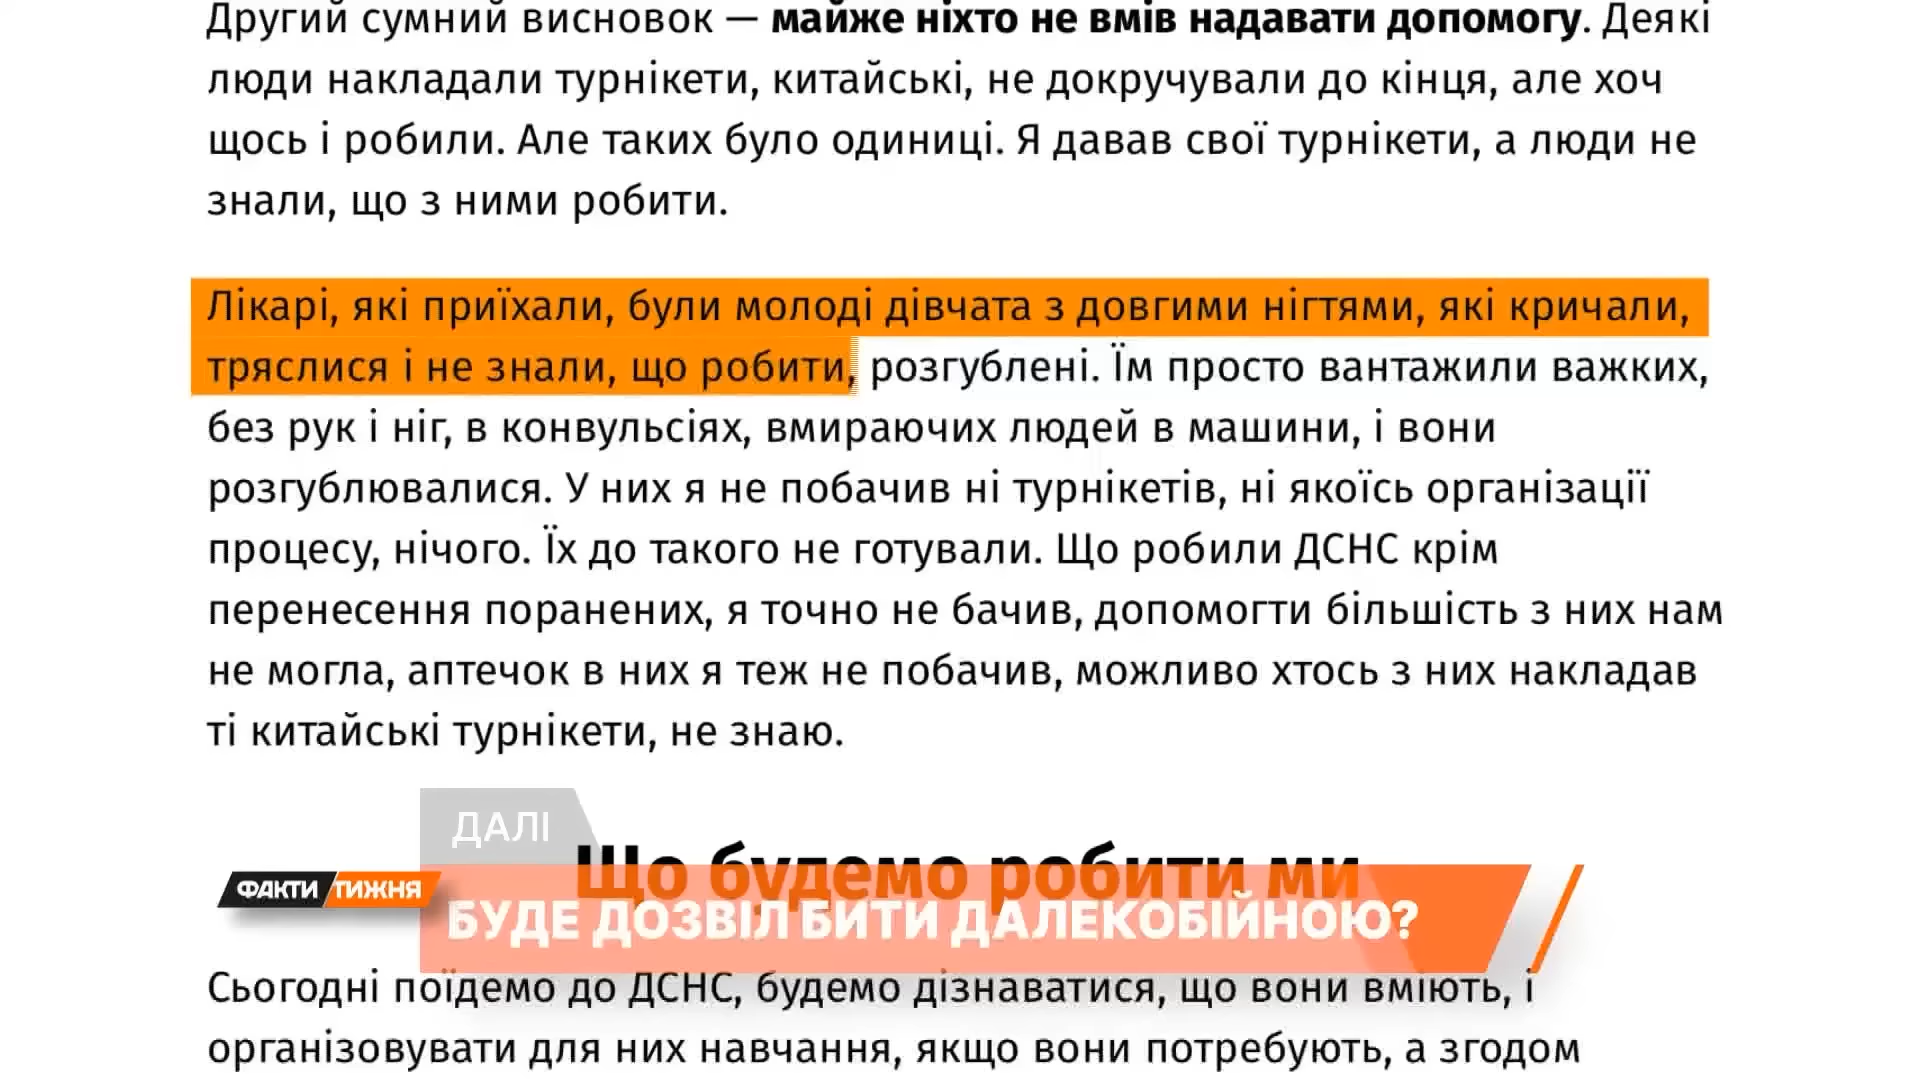 Другий сумний висновок — майже ніхто не вмів надавати допомогу. Деякі
люди накладали турнікети, китайські, не докручували до кінця, але хоч
щось і робили. Але таких було одиниці. Я давав свої турнікети, а люди не
знали, що з ними робити.
Лікарі, які приїхали, були молоді дівчата з довгими нігтями, які кричали,
тряслися і не знали, що робити, розгублені. Їм просто вантажили важких,
без рук і ніг, в конвульсіях, вмираючих людей в машини, і вони
розгублювалися. У них я не побачив ні турнікетів, ні якоїсь організації
процесу, нічого. Їх до такого не готували. Що робили ДСНС крім
перенесення поранених, я точно не бачив, допомогти більшість з них нам
не могла, аптечок в них я теж не побачив, можливо хтось з них накладав
ті китайські турнікети, не знаю.
ДАЛІ
Що будемо робити ми
ФАКТИ ТИЖНЯ
БУДЕ ДОЗВІЛ БИТИ ДАЛЕКОБІЙНОЮ?
Сьогодні поїдемо до ДСНС, будемо дізнаватися, що вони вміють, і
організовувати для них навчання, якщо вони потребують, а згодом